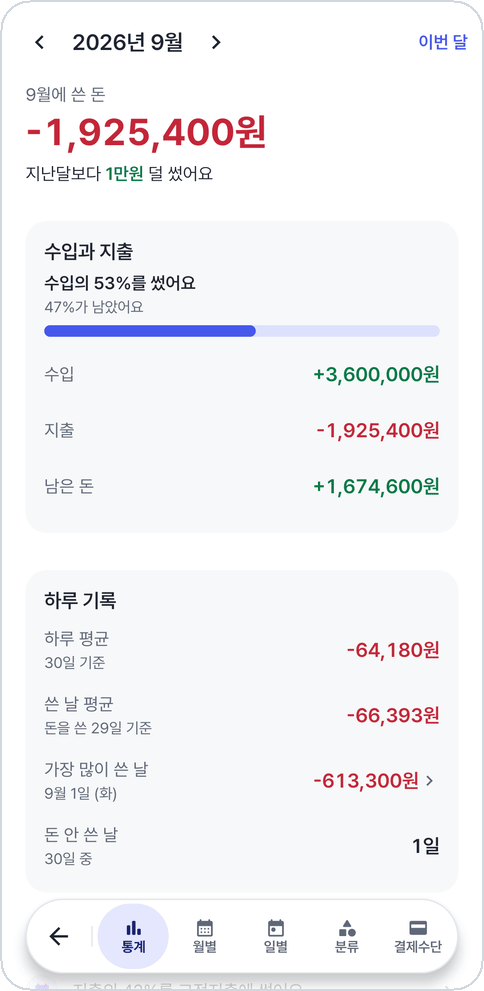 2026년 9월
이번 달
9월에 쓴 돈
-1,925,400원
지난달보다 1만원 덜 썼어요
수입과 지출
수입의 53%를 썼어요
47%가 남았어요
수입 +3,600,000원
지출 -1,925,400원
남은 돈 +1,674,600원
하루 기록
하루 평균
30일 기준
-64,180원
쓴 날 평균
돈을 쓴 29일 기준
-66,393원
가장 많이 쓴 날
9월 1일 (화)
-613,300원
돈 안 쓴 날
30일 중
1일
통계
월별
일별
분류
결제수단